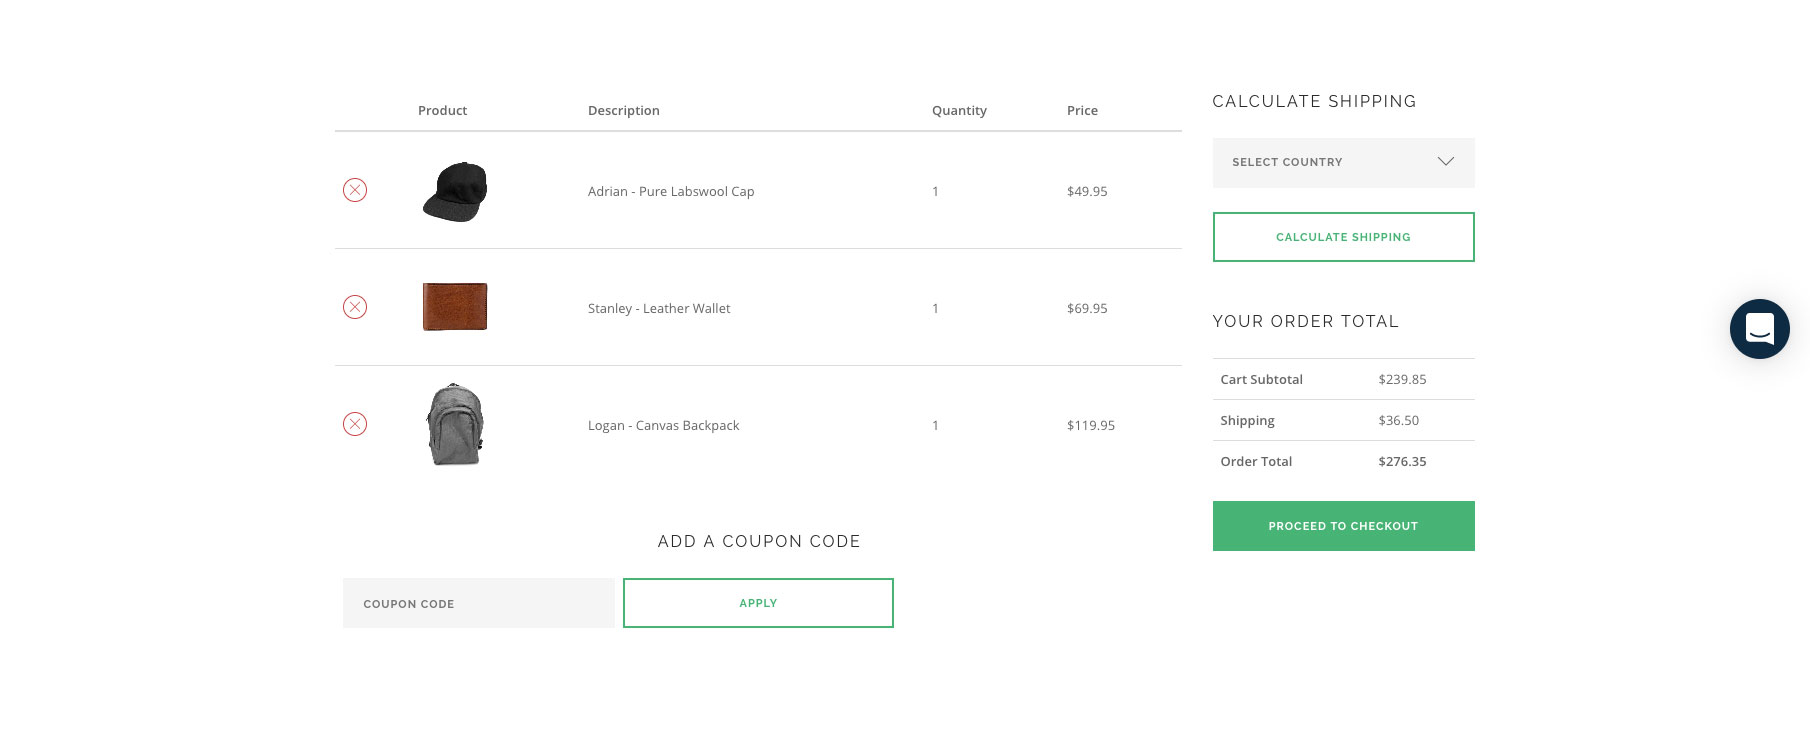 Product Description Quantity Price
Adrian - Pure Labswool Cap 1 $49.95
Stanley - Leather Wallet 1 $69.95
Logan - Canvas Backpack 1 $119.95
ADD A COUPON CODE
COUPON CODE APPLY
CALCULATE SHIPPING
SELECT COUNTRY
CALCULATE SHIPPING
YOUR ORDER TOTAL
Cart Subtotal $239.85
Shipping $36.50
Order Total $276.35
PROCEED TO CHECKOUT